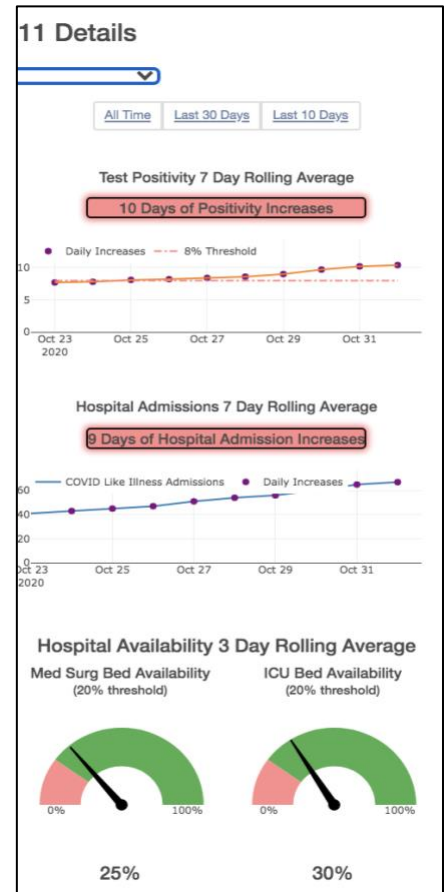 11 Details
All Time Last 30 Days Last 10 Days
Test Positivity 7 Day Rolling Average
10 Days of Positivity Increases
Daily Increases 8% Threshold
10
5
0
Oct 23 Oct 25 Oct 27 Oct 29 Oct 31
2020
Hospital Admissions 7 Day Rolling Average
9 Days of Hospital Admission Increases
COVID Like Illness Admissions Daily Increases
60
40
20
0
Oct 23 Oct 25 Oct 27 Oct 29 Oct 31
2020
Hospital Availability 3 Day Rolling Average
Med Surg Bed Availability ICU Bed Availability
(20% threshold) (20% threshold)
0% 100% 0% 100%
25% 30%